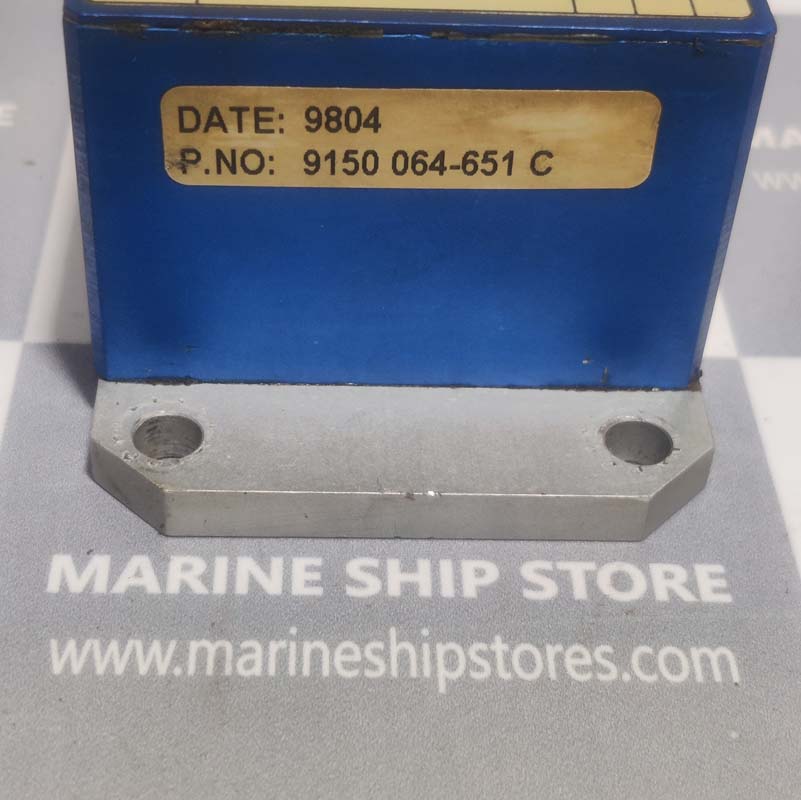 DATE: 9804
P.NO: 9150 064-651 C
MARINE SHIP STORE
www.marineshipstores.com